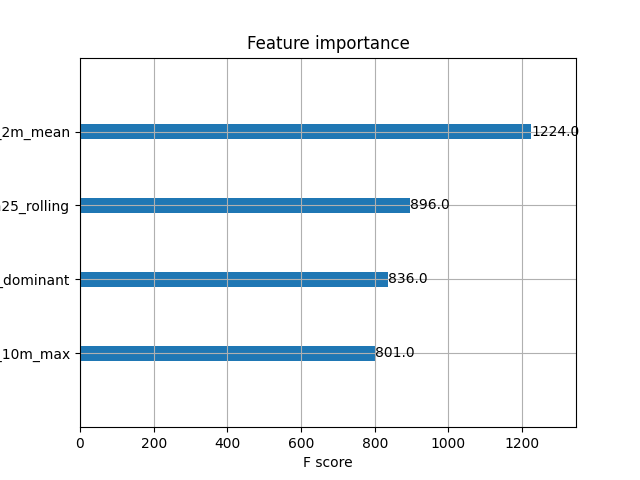 Feature importance
_2m_mean
1224.0
25_rolling
896.0
_dominant
836.0
_10m_max
801.0
0 200 400 600 800 1000 1200
F score